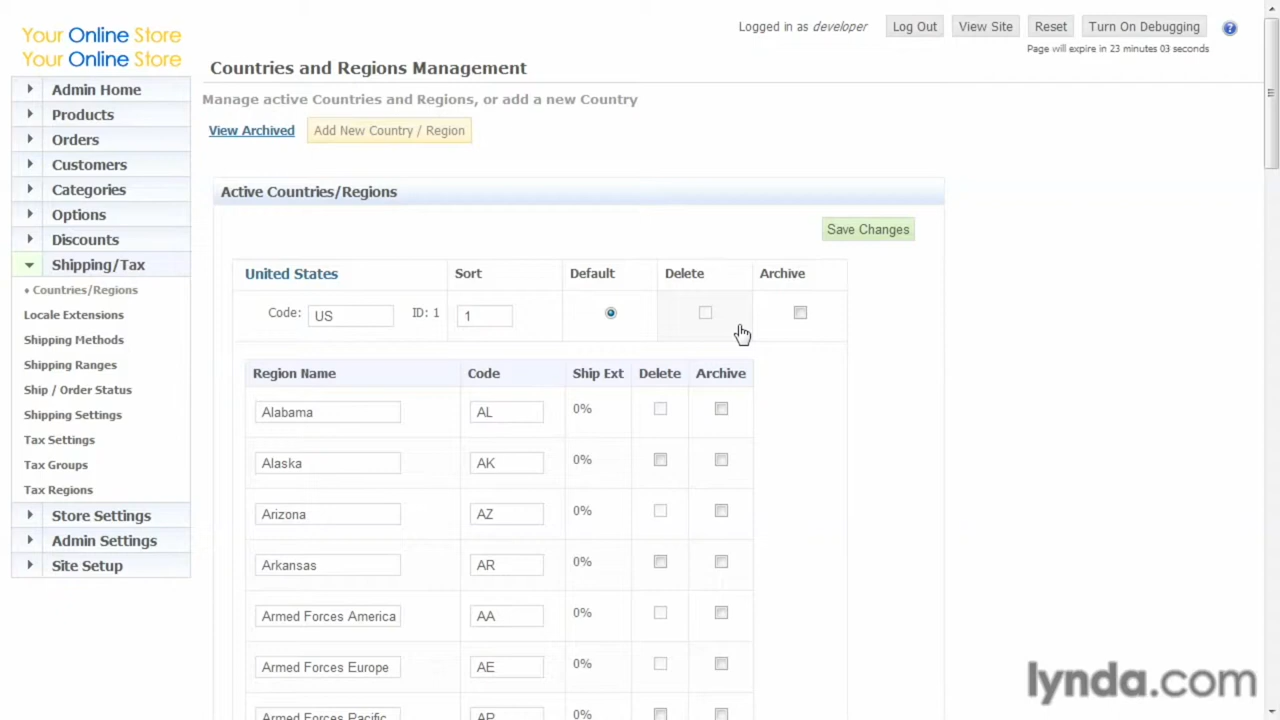 Your Online Store
Your Online Store
Logged in as developer
Log Out
View Site
Reset
Turn On Debugging
Page will expire in 23 minutes 03 seconds
Countries and Regions Management
Manage active Countries and Regions, or add a new Country
View Archived
Add New Country / Region
Admin Home
Products
Orders
Customers
Categories
Options
Discounts
Shipping/Tax
Countries/Regions
Locale Extensions
Shipping Methods
Shipping Ranges
Ship / Order Status
Shipping Settings
Tax Settings
Tax Groups
Tax Regions
Store Settings
Admin Settings
Site Setup
Active Countries/Regions
Save Changes
United States Sort Default Delete Archive
Code: US ID: 1 1
Region Name Code Ship Ext Delete Archive
Alabama AL 0%
Alaska AK 0%
Arizona AZ 0%
Arkansas AR 0%
Armed Forces America AA 0%
Armed Forces Europe AE 0%
Armed Forces Pacific AP 0%
lynda.com